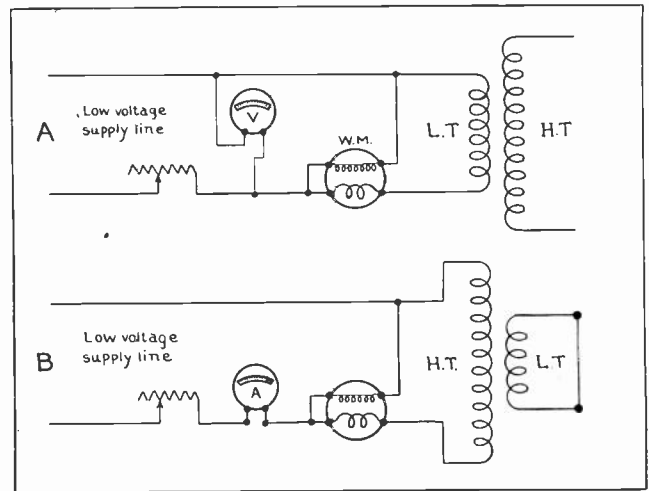 A
Low voltage
supply line
V
W.M.
L.T
H.T
B
Low voltage
supply line
A
H.T.
L.T